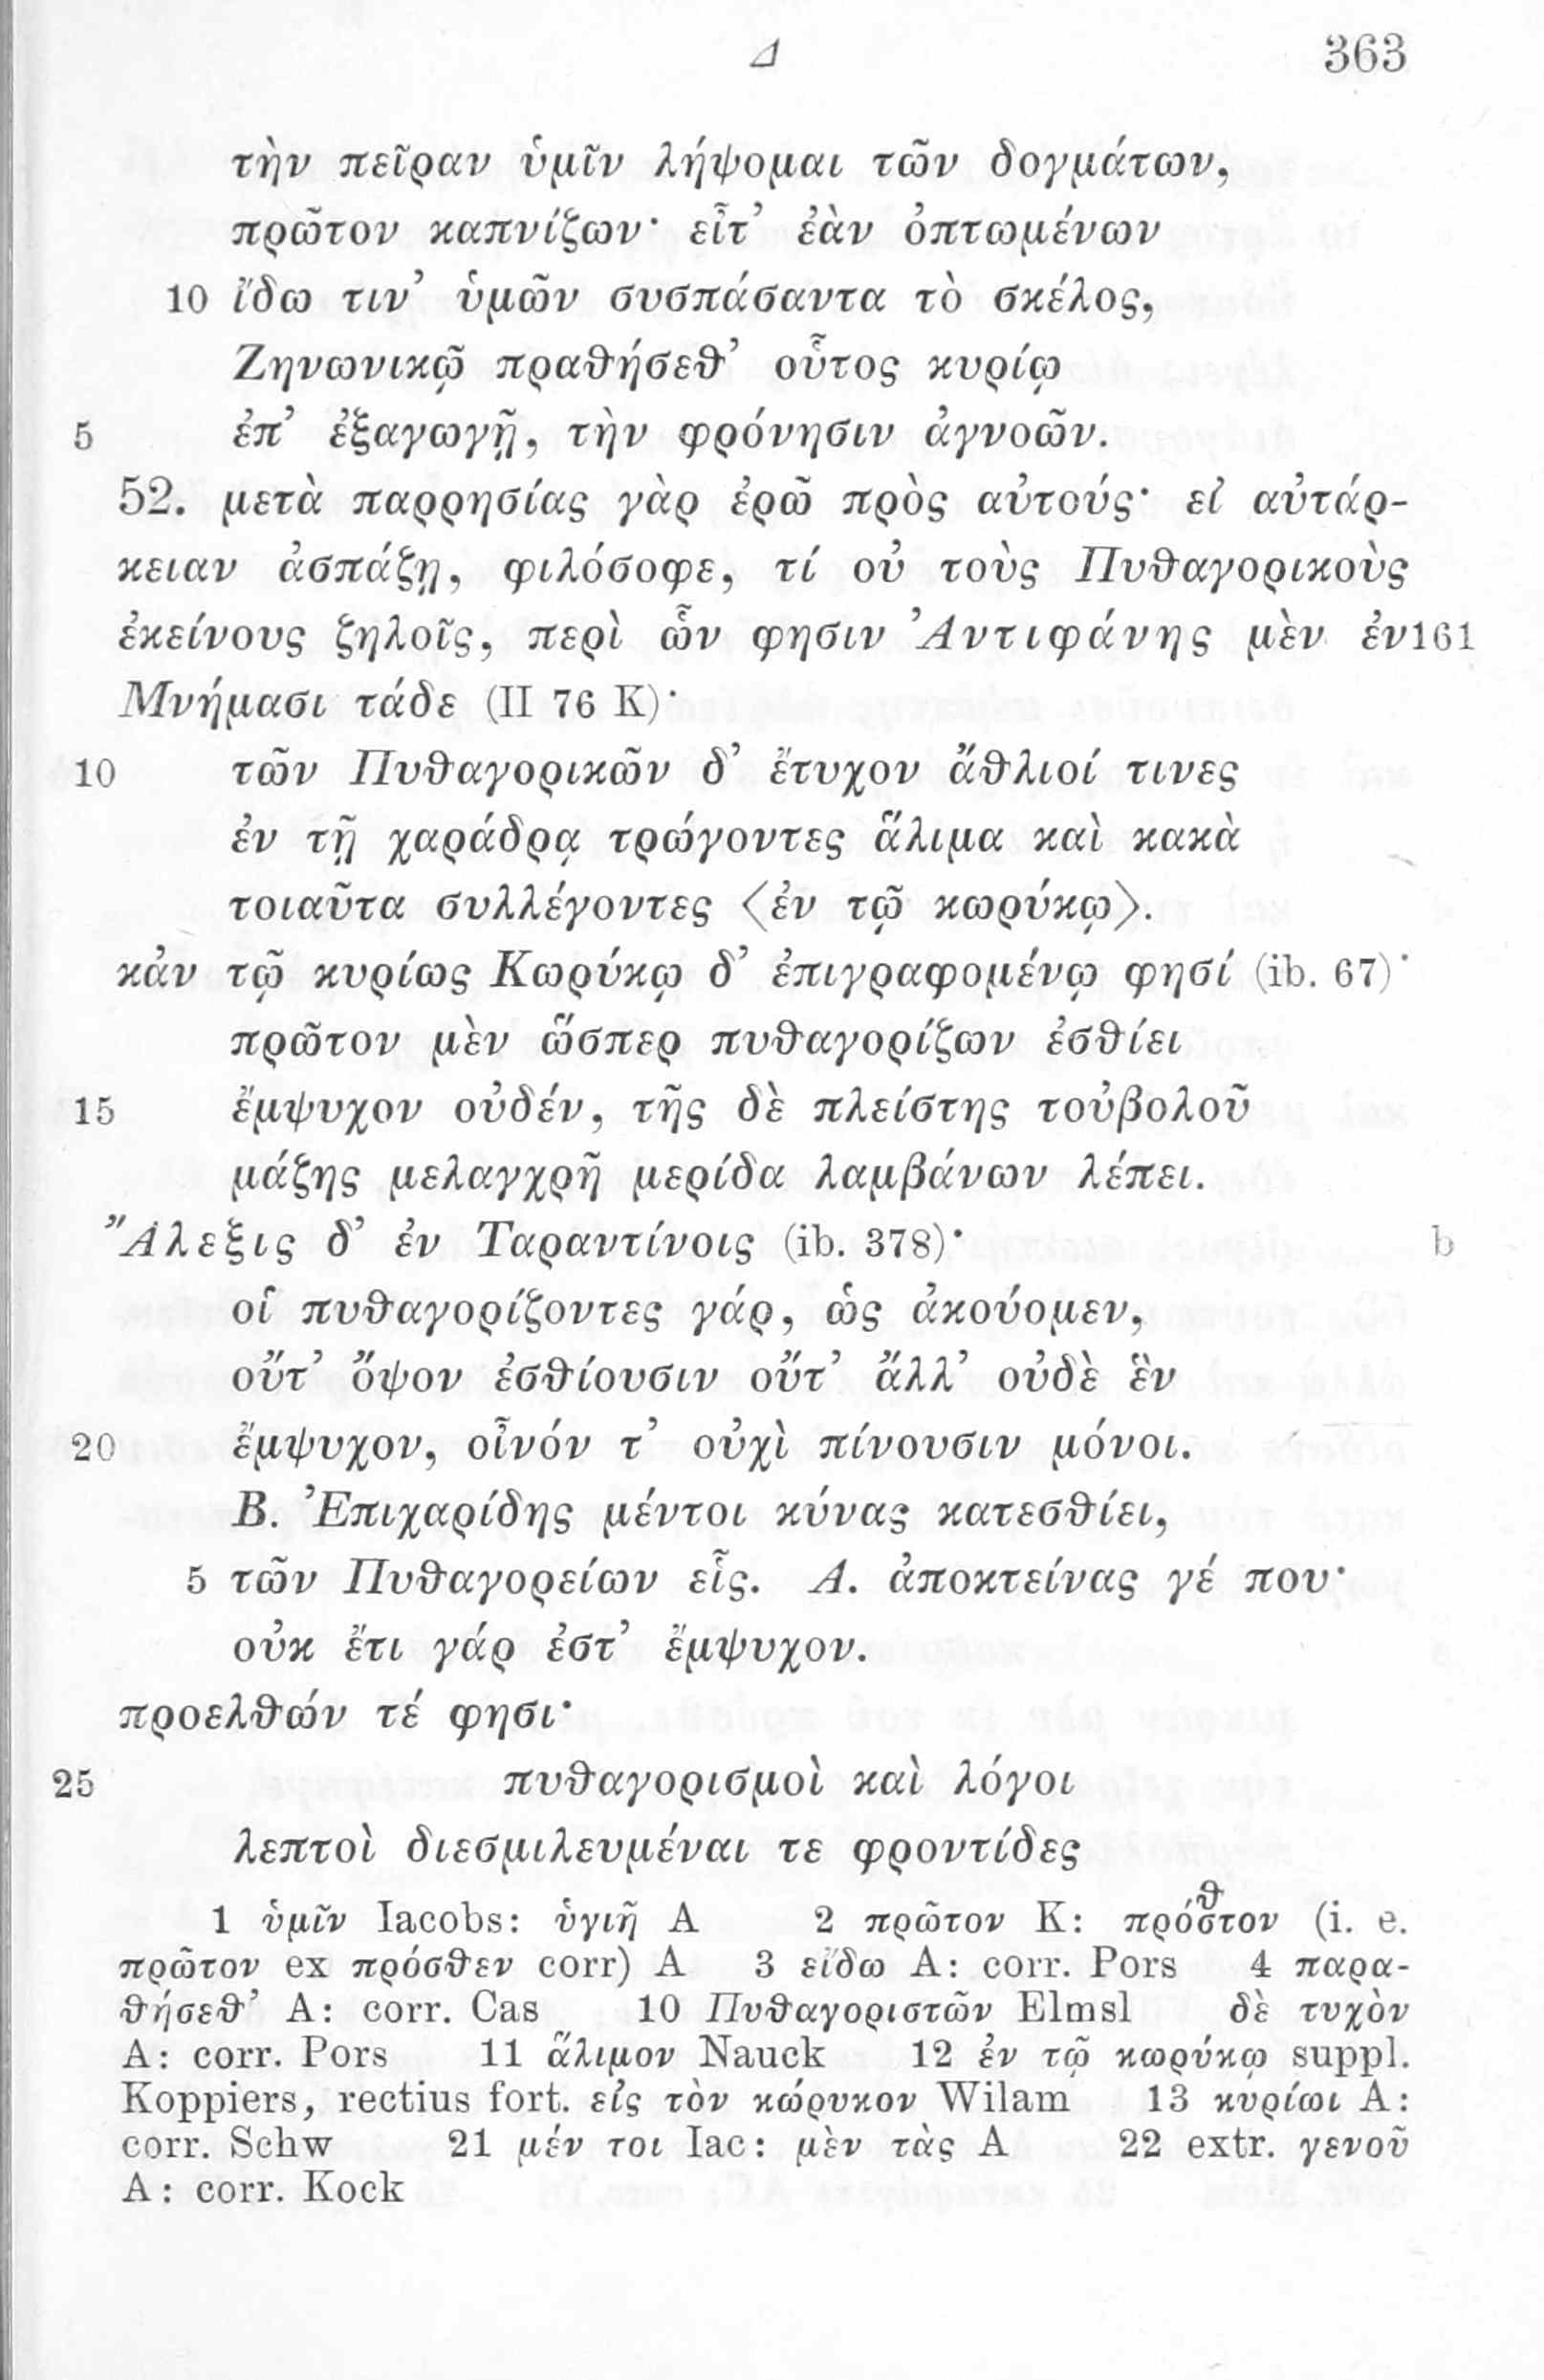 Δ 363
τὴν πεῖραν ὑμῖν λήψομαι τῶν δογμάτων,
πρῶτον καπνίζων· εἶτ’ ἐὰν ὀπτωμένων
10 ἴδω τιν’ ὑμῶν συσπάσαντα τὸ σκέλος,
Ζηνωνικῷ πραθήσεθ’ οὗτος κυρίῳ
5 ἐπ’ ἐξαγωγῇ, τὴν φρόνησιν ἀγνοῶν.
52. μετὰ παρρησίας γὰρ ἐρῶ πρὸς αὐτούς· εἰ αὐτάρ-
κειαν ἀσπάζῃ, φιλόσοφε, τί οὐ τοὺς Πυθαγορικοὺς
ἐκείνους ζηλοῖς, περὶ ὧν φησιν Ἀντιφάνης μὲν ἐν 161
Μνήμασι τάδε (II 76 K)·
10 τῶν Πυθαγορικῶν δ’ ἔτυχον ἄθλιοί τινες
ἐν τῇ χαράδρᾳ τρώγοντες ἅλιμα καὶ κακὰ
τοιαῦτα συλλέγοντες <ἐν τῷ κωρύκῳ>.
κἀν τῷ κυρίως Κωρύκῳ δ’ ἐπιγραφομένῳ φησί (ib. 67)·
πρῶτον μὲν ὥσπερ πυθαγορίζων ἐσθίει
15 ἔμψυχον οὐδέν, τῆς δὲ πλείστης τοὐβολοῦ
μάζης μελαγχρῆ μερίδα λαμβάνων λέπει.
Ἄλεξις δ’ ἐν Ταραντίνοις (ib. 378)· b
οἱ πυθαγορίζοντες γάρ, ὡς ἀκούομεν,
οὔτ’ ὄψον ἐσθίουσιν οὔτ’ ἄλλ’ οὐδὲ ἓν
20 ἔμψυχον, οἶνόν τ’ οὐχὶ πίνουσιν μόνοι.
Β. Ἐπιχαρίδης μέντοι κύνας κατεσθίει,
5 τῶν Πυθαγορείων εἷς. Α. ἀποκτείνας γέ που·
οὐκ ἔτι γάρ ἐστ’ ἔμψυχον.
προελθών τέ φησι·
25 πυθαγορισμοὶ καὶ λόγοι
λεπτοὶ διεσμιλευμέναι τε φροντίδες
1 ὑμῖν Iacobs: ὑγιῆ A 2 πρῶτον K: πρόσθτον (i. e.
πρῶτον ex πρόσθεν corr) A 3 εἴδω A: corr. Pors 4 παρα-
θήσεθ’ A: corr. Cas 10 Πυθαγοριστῶν Elmsl δὲ τυχὸν
A: corr. Pors 11 ἅλιμον Nauck 12 ἐν τῷ κωρύκῳ suppl.
Koppiers, rectius fort. εἰς τὸν κώρυκον Wilam 13 κυρίωι A:
corr. Schw 21 μέν τοι Iac: μὲν τὰς A 22 extr. γενοῦ
A: corr. Kock